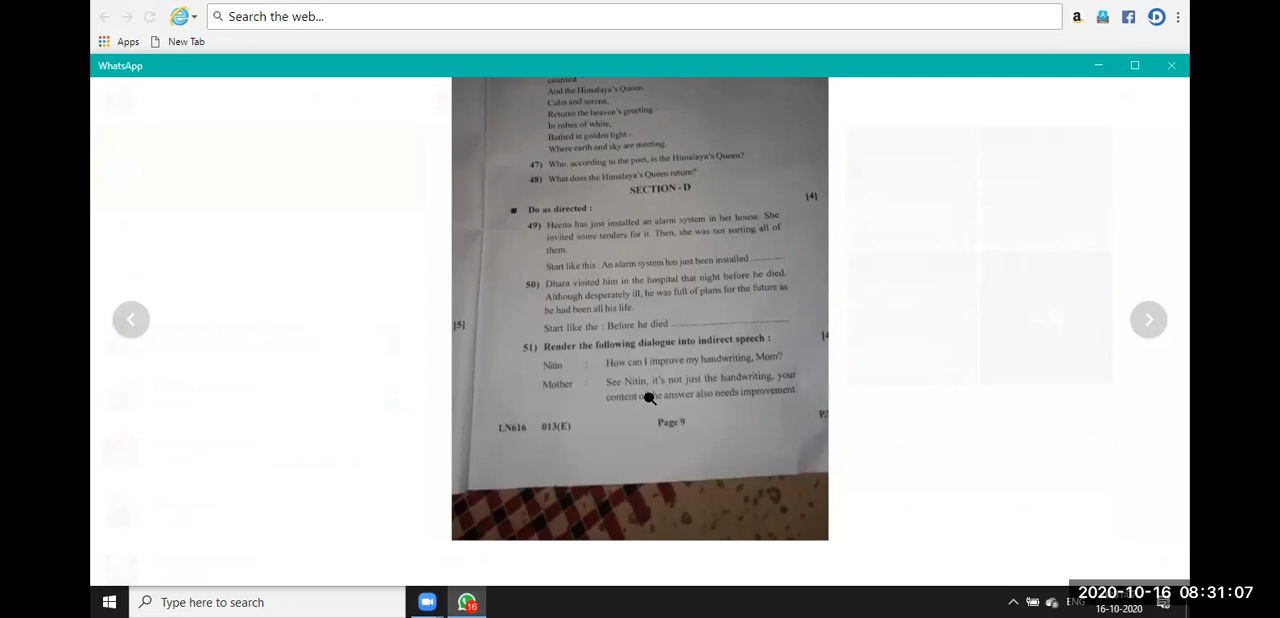 Search the web...
Apps New Tab
WhatsApp
counted.
And the Himalaya's Queen,
Calm and serene,
Returns the heaven's greeting
In robes of white,
Bathed in golden light-
Where earth and sky are meeting.
47) Who, according to the poet, is the Himalaya's Queen?
48) What does the Himalaya's Queen return?
SECTION - D
[4]
Do as directed :
49) Heena has just installed an alarm system in her house. She
invited some tenders for it. Then, she was not sorting all of
them.
Start like this : An alarm system has just been installed ............
50) Dhara visited him in the hospital that night before he died.
Although desperately ill, he was full of plans for the future as
he had been all his life.
Start like the : Before he died ............................................
[5]
51) Render the following dialogue into indirect speech :
Nitin : How can I improve my handwriting, Mom?
Mother : See Nitin, it's not just the handwriting, your
content answer also needs improvement.
LN616 013(E) Page 9
Type here to search
16
ENG
2020-10-16 08:31:07
16-10-2020